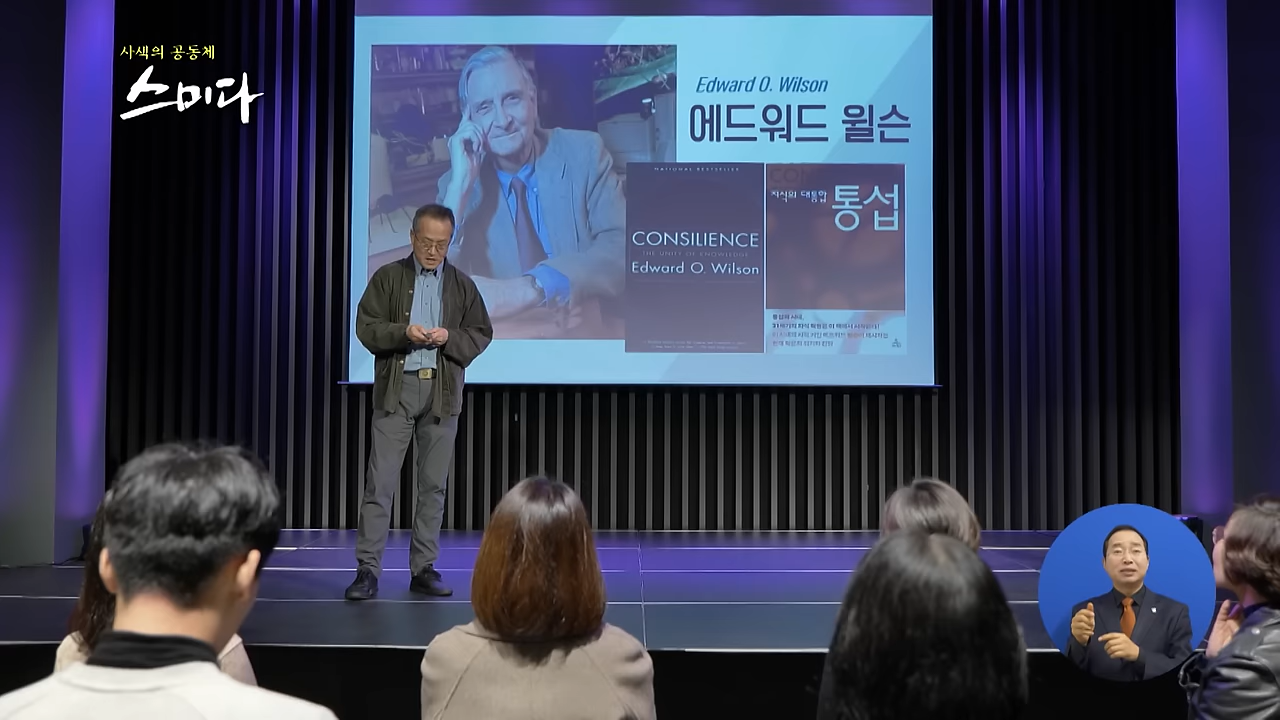 사색의 공동체
스미다
Edward O. Wilson
에드워드 윌슨
NATIONAL BESTSELLER
CONSILIENCE
THE UNITY OF KNOWLEDGE
Edward O. Wilson
지식의 대통합
통섭